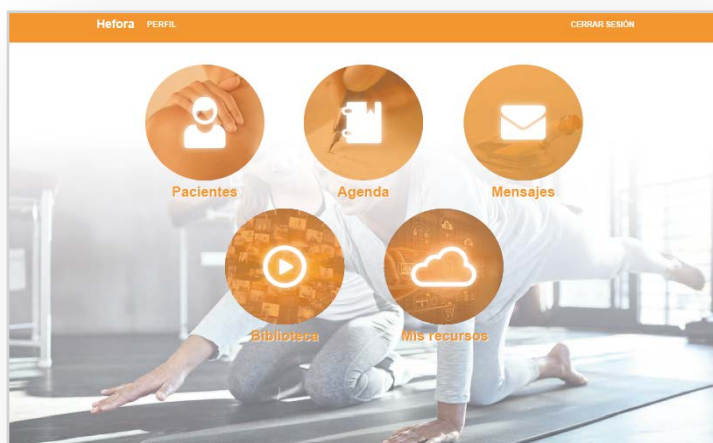 Hefora PERFIL CERRAR SESIÓN
Pacientes Agenda Mensajes
Biblioteca Mis recursos